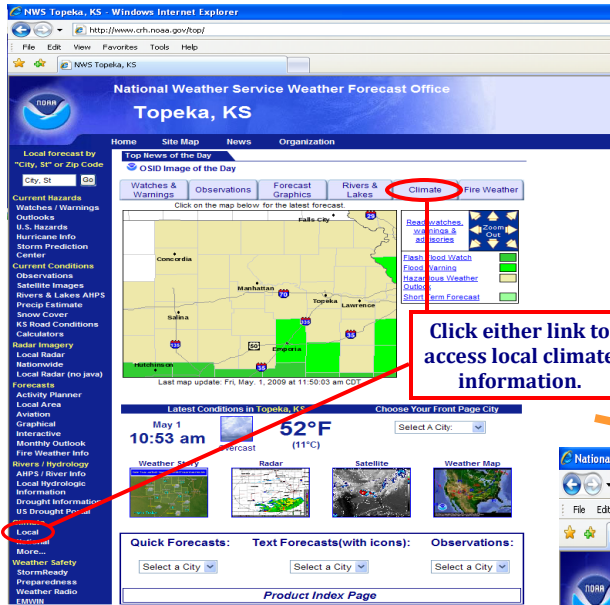 NWS Topeka, KS - Windows Internet Explorer
http://www.crh.noaa.gov/top/
File Edit View Favorites Tools Help
NWS Topeka, KS
NOAA
National Weather Service Weather Forecast Office
Topeka, KS
Home Site Map News Organization
Local forecast by
"City, St" or Zip Code
City, St Go
Current Hazards
Watches / Warnings
Outlooks
U.S. Hazards
Hurricane Info
Storm Prediction
Center
Current Conditions
Observations
Satellite Images
Rivers & Lakes AHPS
Precip Estimate
Snow Cover
KS Road Conditions
Calculators
Radar Imagery
Local Radar
Nationwide
Local Radar (no java)
Forecasts
Activity Planner
Local Area
Aviation
Graphical
Interactive
Monthly Outlook
Fire Weather Info
Rivers / Hydrology
AHPS / River Info
Local Hydrologic
Information
Drought Information
US Drought Portal
Climate
Local
National
More...
Weather Safety
StormReady
Preparedness
Weather Radio
EMWIN
Top News of the Day
OSID Image of the Day
Watches & Warnings
Observations
Forecast Graphics
Rivers & Lakes
Climate
Fire Weather
Click on the map below for the latest forecast.
Falls City
29
Concordia
Manhattan
70
Topeka
Lawrence
Salina
335
35
135
50
Emporia
35
Hutchinson
Last map update: Fri, May. 1, 2009 at 11:50:03 am CDT
Read watches, warnings & advisories
Zoom Out
Flash Flood Watch
Flood Warning
Hazardous Weather Outlook
Short Term Forecast
Click either link to
access local climate
information.
Latest Conditions in Topeka, KS
Choose Your Front Page City
May 1
10:53 am
Overcast
52°F
(11°C)
Select A City:
Weather Story
Radar
Satellite
Weather Map
Quick Forecasts:
Text Forecasts(with icons):
Observations:
Select a City
Select a City
Select a City
Product Index Page
Nationa
File Edit
NOAA